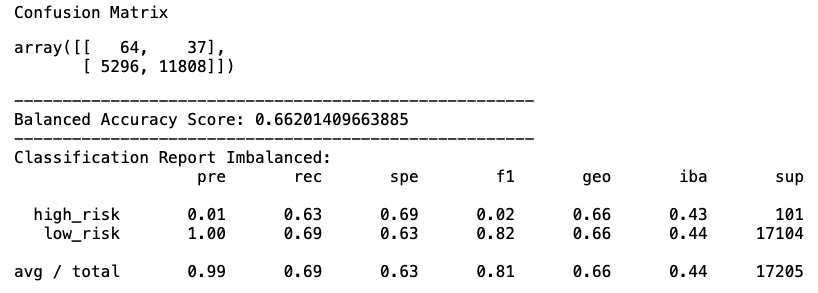 Confusion Matrix
array([[   64,    37],
       [ 5296, 11808]])
------------------------------------------------------
Balanced Accuracy Score: 0.66201409663885
------------------------------------------------------
Classification Report Imbalanced:
                   pre       rec       spe        f1       geo       iba       sup
  high_risk       0.01      0.63      0.69      0.02      0.66      0.43       101
   low_risk       1.00      0.69      0.63      0.82      0.66      0.44     17104
avg / total       0.99      0.69      0.63      0.81      0.66      0.44     17205